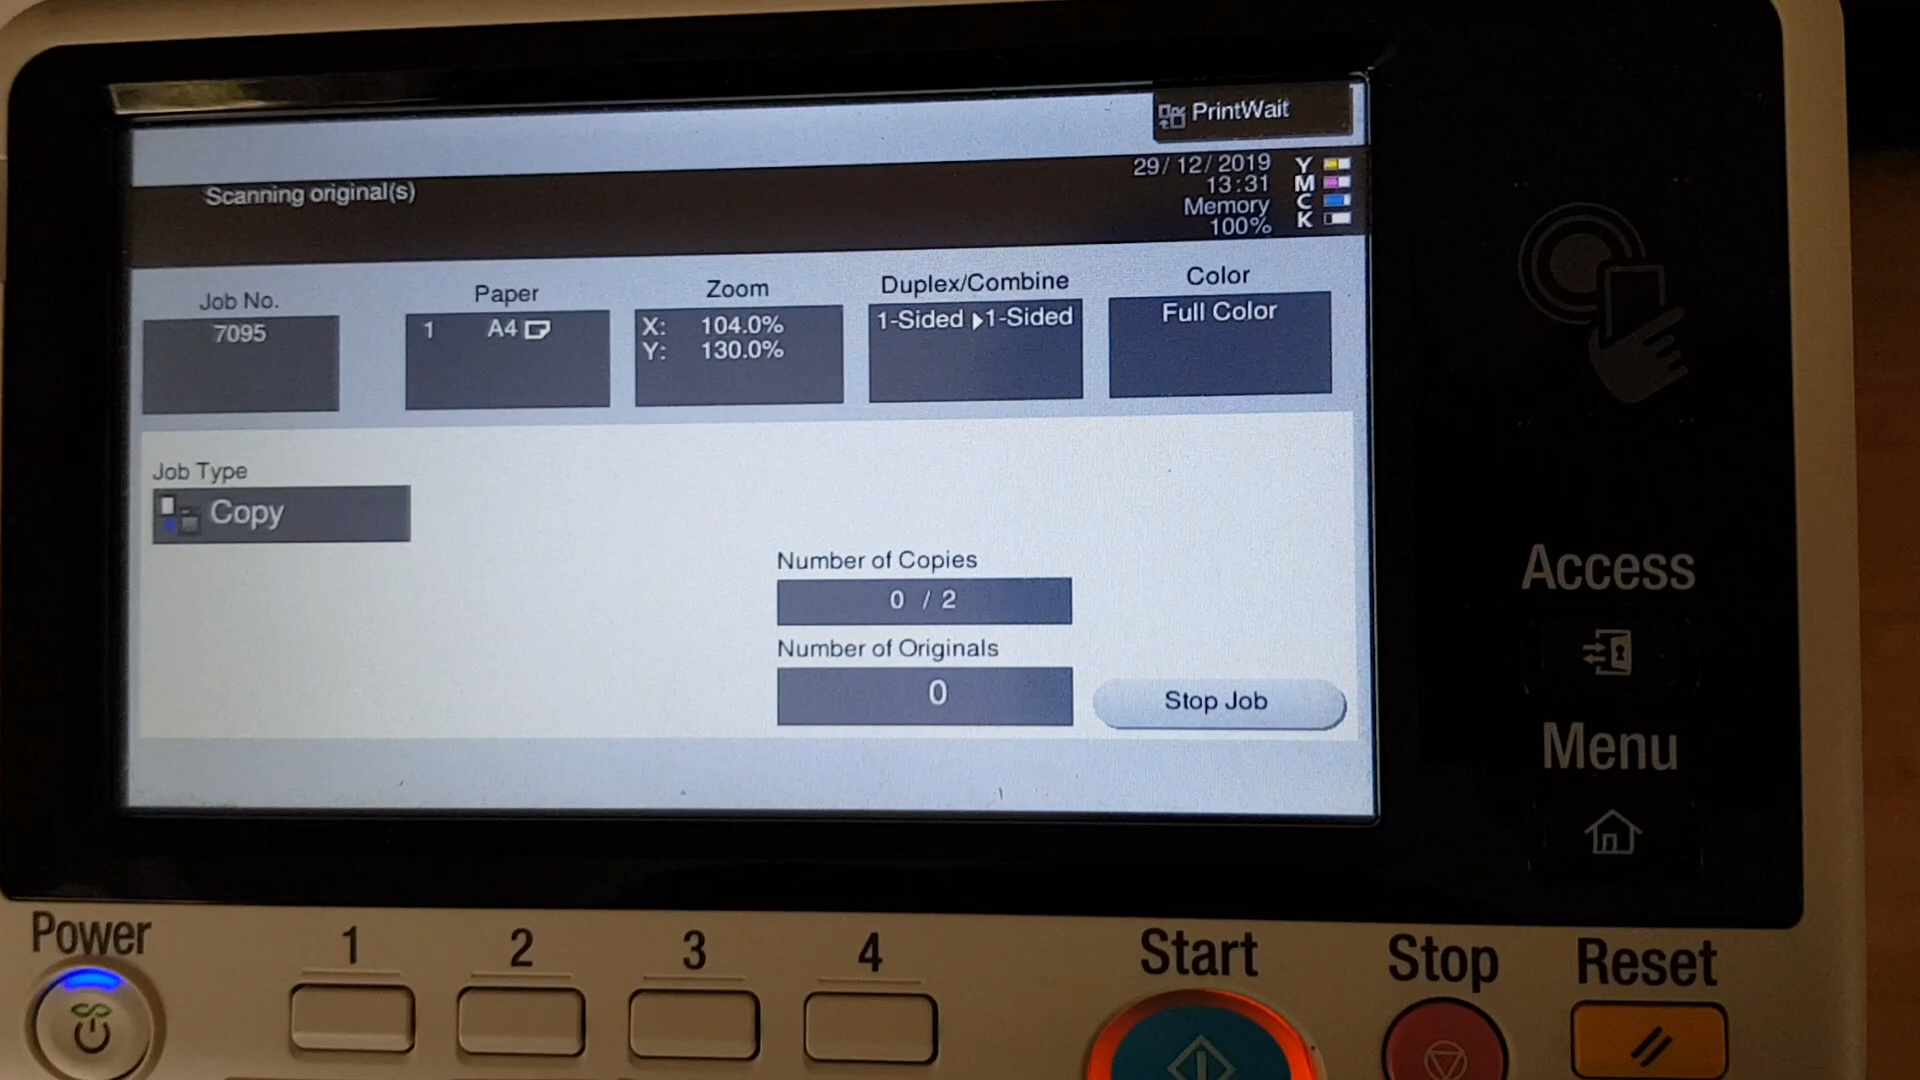 PrintWait
Scanning original(s)
29/12/2019
13:31
Memory
100%
Y
M
C
K
Job No.
7095
Paper
1 A4
Zoom
X: 104.0%
Y: 130.0%
Duplex/Combine
1-Sided 1-Sided
Color
Full Color
Job Type
Copy
Number of Copies
0 / 2
Number of Originals
0
Stop Job
Access
Menu
Power
1
2
3
4
Start
Stop
Reset